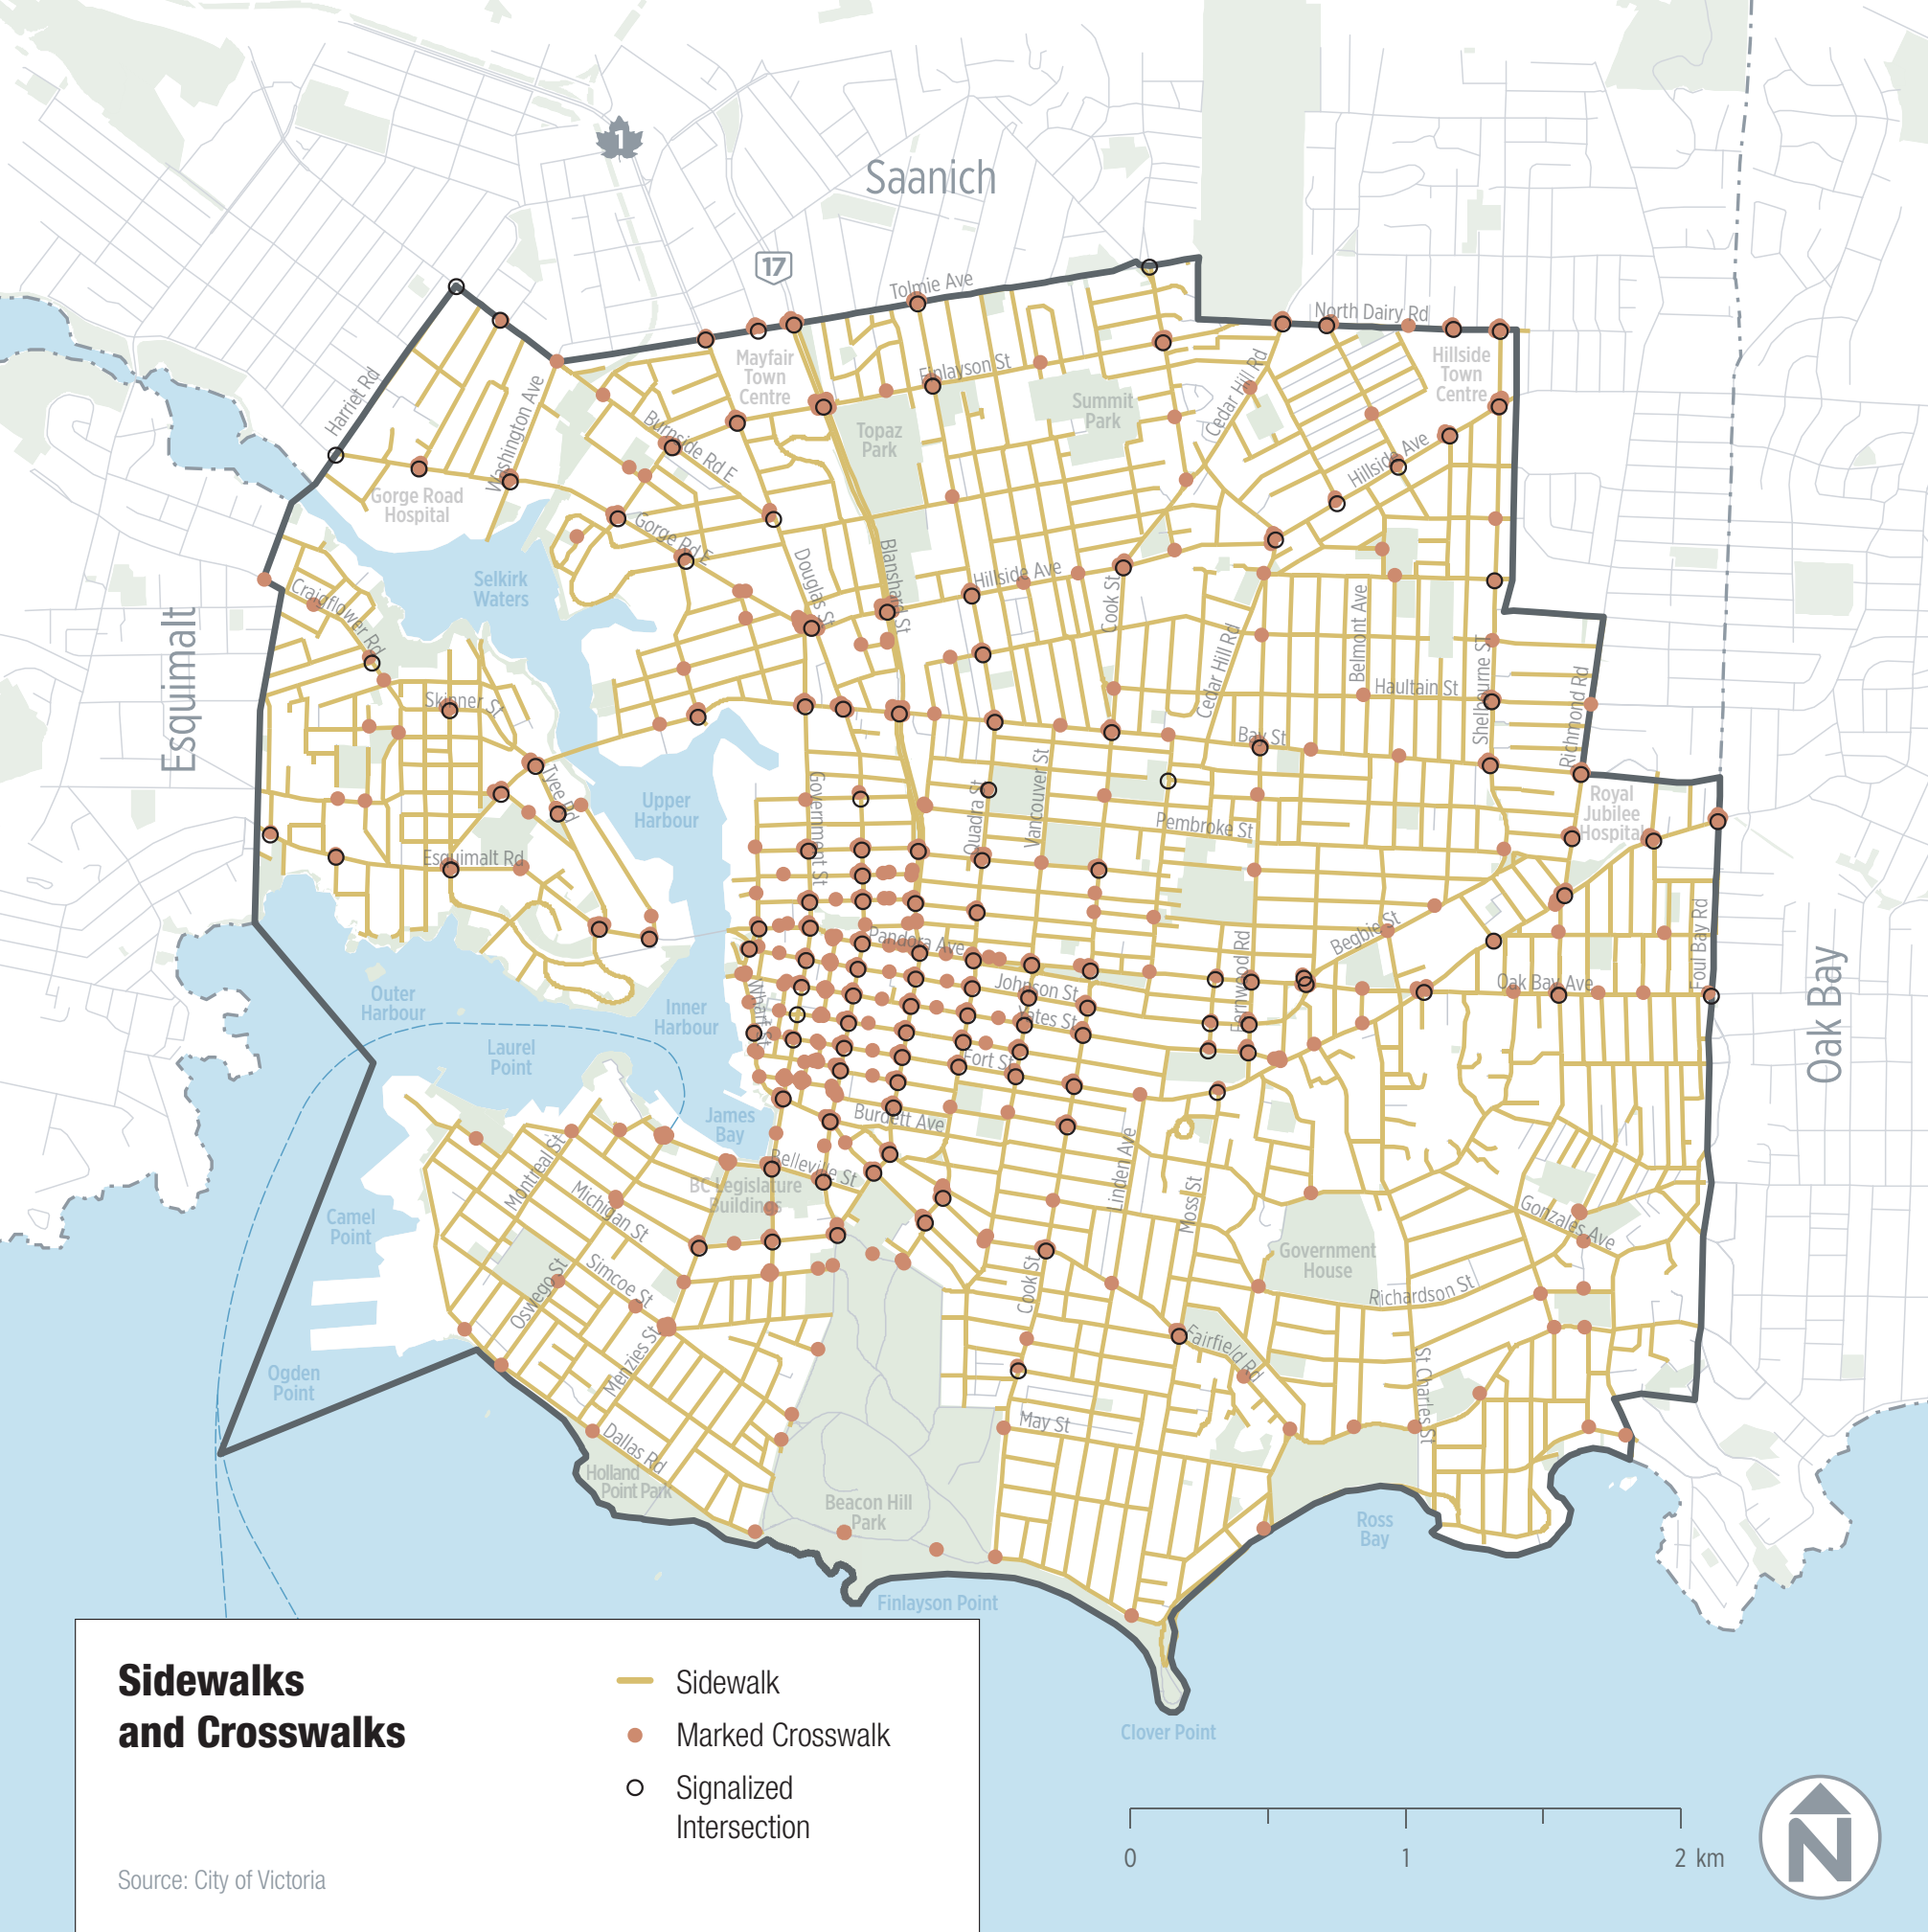 1
Saanich
17
Tolmie Ave
North Dairy Rd
Mayfair
Town
Centre
Hillside
Town
Centre
Finlayson St
Harriet Rd
Washington Ave
Burnside Rd E
Topaz
Park
Summit
Park
Cedar Hill Rd
Hillside Ave
Gorge Road
Hospital
Gorge Rd E
Douglas St
Blanshard St
Hillside Ave
Selkirk
Waters
Craigflower Rd
Cook St
Belmont Ave
Cedar Hill Rd
Esquimalt
Skinner St
Haultain St
Shelbourne ST
Richmond Rd
Bay St
Tyee Rd
Government St
Quadra St
Vancouver St
Upper
Harbour
Pembroke St
Royal
Jubilee
Hospital
Esquimalt Rd
Pandora Ave
Begbie St
Fernwood Rd
Foul Bay Rd
Oak Bay
Johnson St
Oak Bay Ave
Outer
Harbour
Inner
Harbour
Wharf St
Yates St
Fort St
Laurel
Point
James
Bay
Burdett Ave
Belleville St
Linden Ave
Montreal St
BC Legislature
Buildings
Michigan St
Moss St
Camel
Point
Gonzales Ave
Government
House
Simcoe St
Oswego St
Cook St
Richardson St
Menzies St
Fairfield Rd
St Charles St
Ogden
Point
May St
Dallas Rd
Holland
Point Park
Beacon Hill
Park
Ross
Bay
Finlayson Point
Clover Point
Sidewalks
and Crosswalks
Sidewalk
Marked Crosswalk
Signalized
Intersection
Source: City of Victoria
0 1 2 km
N